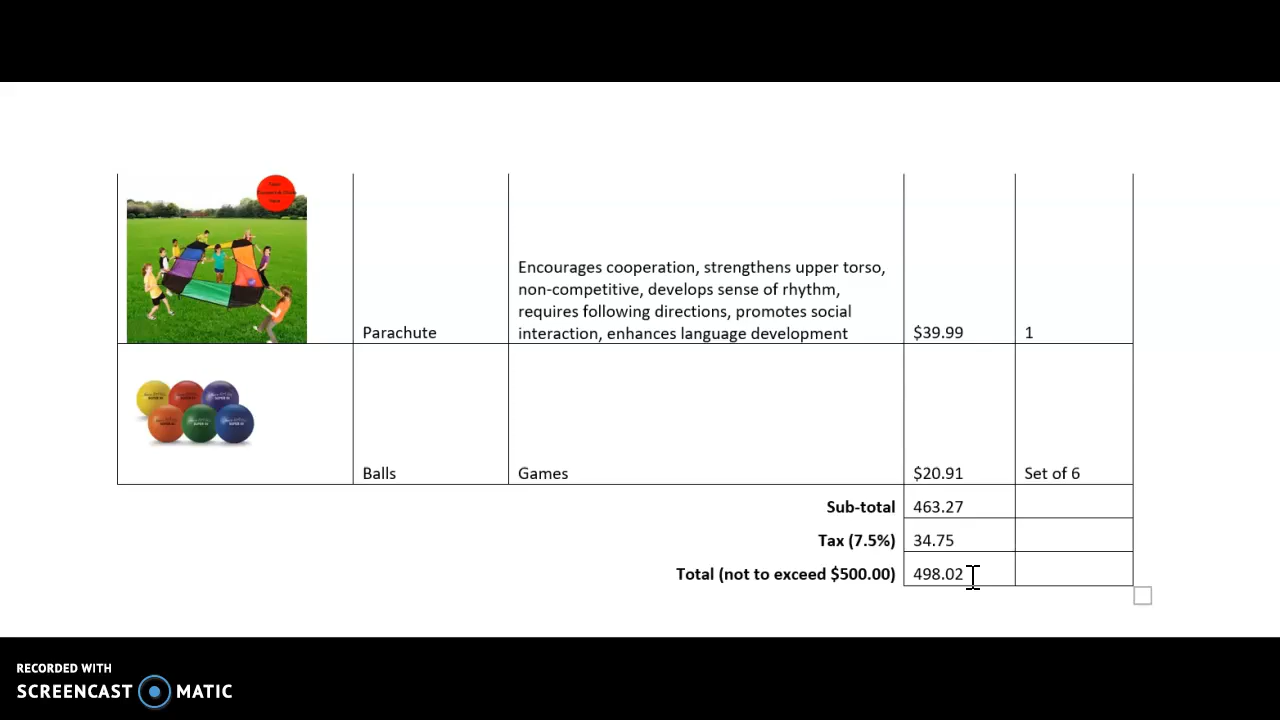 Encourages cooperation, strengthens upper torso,
non-competitive, develops sense of rhythm,
requires following directions, promotes social
Parachute interaction, enhances language development $39.99 1
Balls Games $20.91 Set of 6
Sub-total 463.27
Tax (7.5%) 34.75
Total (not to exceed $500.00) 498.02
RECORDED WITH
SCREENCAST MATIC